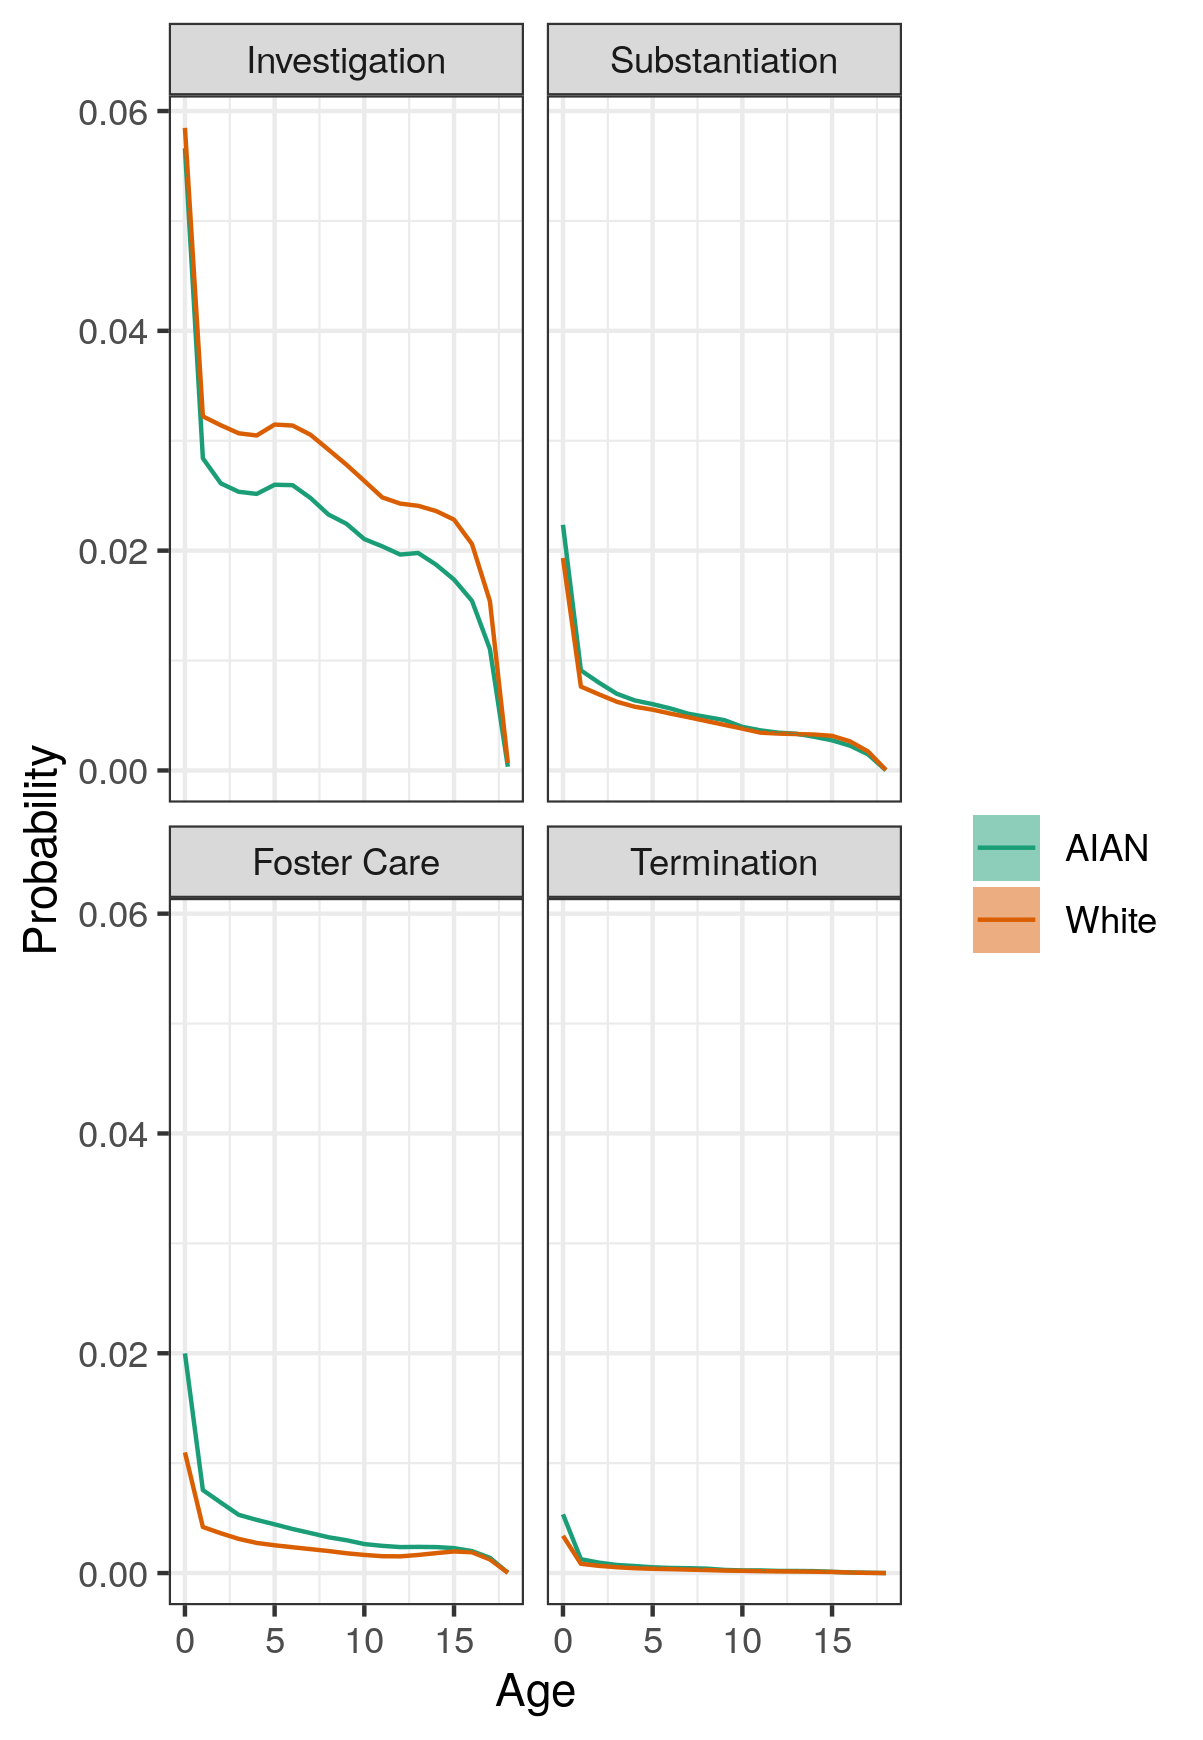 Investigation
Substantiation
0.06
0.04
0.02
0.00
Foster Care
Termination
0.06
0.04
0.02
0.00
0 5 10 15
0 5 10 15
Age
Probability
AIAN
White